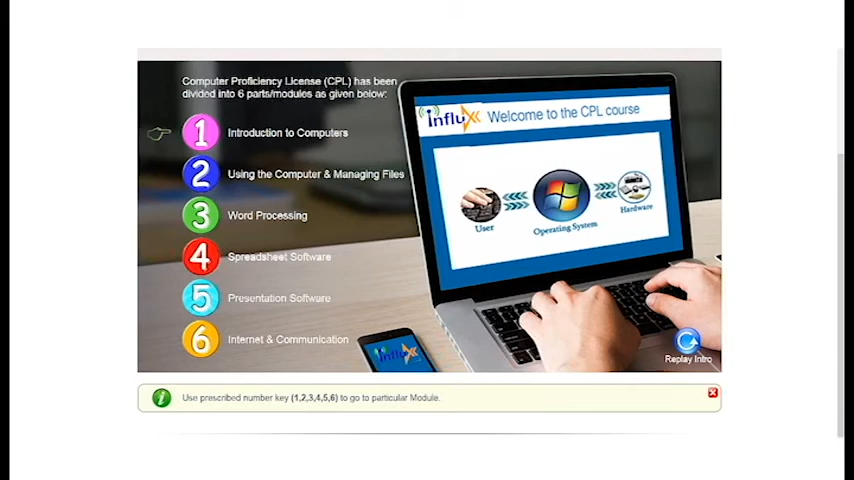 Computer Proficiency License (CPL) has been
divided into 6 parts/modules as given below:
1 Introduction to Computers
2 Using the Computer & Managing Files
3 Word Processing
4 Spreadsheet Software
5 Presentation Software
6 Internet & Communication
influx Welcome to the CPL course
User
Operating System
Hardware
influx
Replay Intro
Use prescribed number key (1,2,3,4,5,6) to go to particular Module.